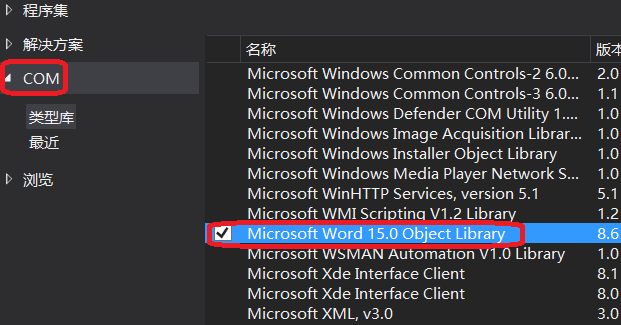 程序集
解决方案
COM
类型库
最近
浏览
名称 版本
Microsoft Windows Common Controls-2 6.0... 2.0
Microsoft Windows Common Controls-3 6.0... 1.1
Microsoft Windows Defender COM Utility 1.... 1.0
Microsoft Windows Image Acquisition Librar... 1.0
Microsoft Windows Installer Object Library 1.0
Microsoft Windows Media Player Network S... 1.0
Microsoft WinHTTP Services, version 5.1 5.1
Microsoft WMI Scripting V1.2 Library 1.2
Microsoft Word 15.0 Object Library 8.6
Microsoft WSMAN Automation V1.0 Library 1.0
Microsoft Xde Interface Client 8.1
Microsoft Xde Interface Client 8.0
Microsoft XML, v3.0 3.0